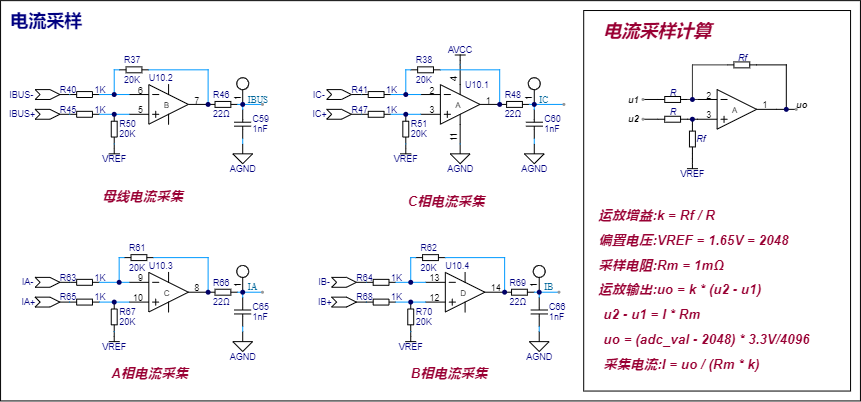 电流采样
R37
20K
U10.2
IBUS-
R40
1K
6
B
7
R46
IBUS
IBUS+
R45
1K
5
22Ω
R50
20K
C59
1nF
VREF
AGND
母线电流采集
AVCC
R38
20K
4
U10.1
IC-
R41
1K
2
A
1
R48
IC
IC+
R47
1K
3
22Ω
R51
20K
11
C60
1nF
VREF
AGND
AGND
C相电流采集
R61
20K
U10.3
IA-
R63
1K
9
C
8
R66
IA
IA+
R65
1K
10
22Ω
R67
20K
C65
1nF
VREF
AGND
A相电流采集
R62
20K
U10.4
IB-
R64
1K
13
D
14
R69
IB
IB+
R68
1K
12
22Ω
R70
20K
C66
1nF
VREF
AGND
B相电流采集
电流采样计算
Rf
u1
R
2
A
1
uo
u2
R
3
Rf
VREF
运放增益:k = Rf / R
偏置电压:VREF = 1.65V = 2048
采样电阻:Rm = 1mΩ
运放输出:uo = k * (u2 - u1)
u2 - u1 = I * Rm
uo = (adc_val - 2048) * 3.3V/4096
采集电流:I = uo / (Rm * k)